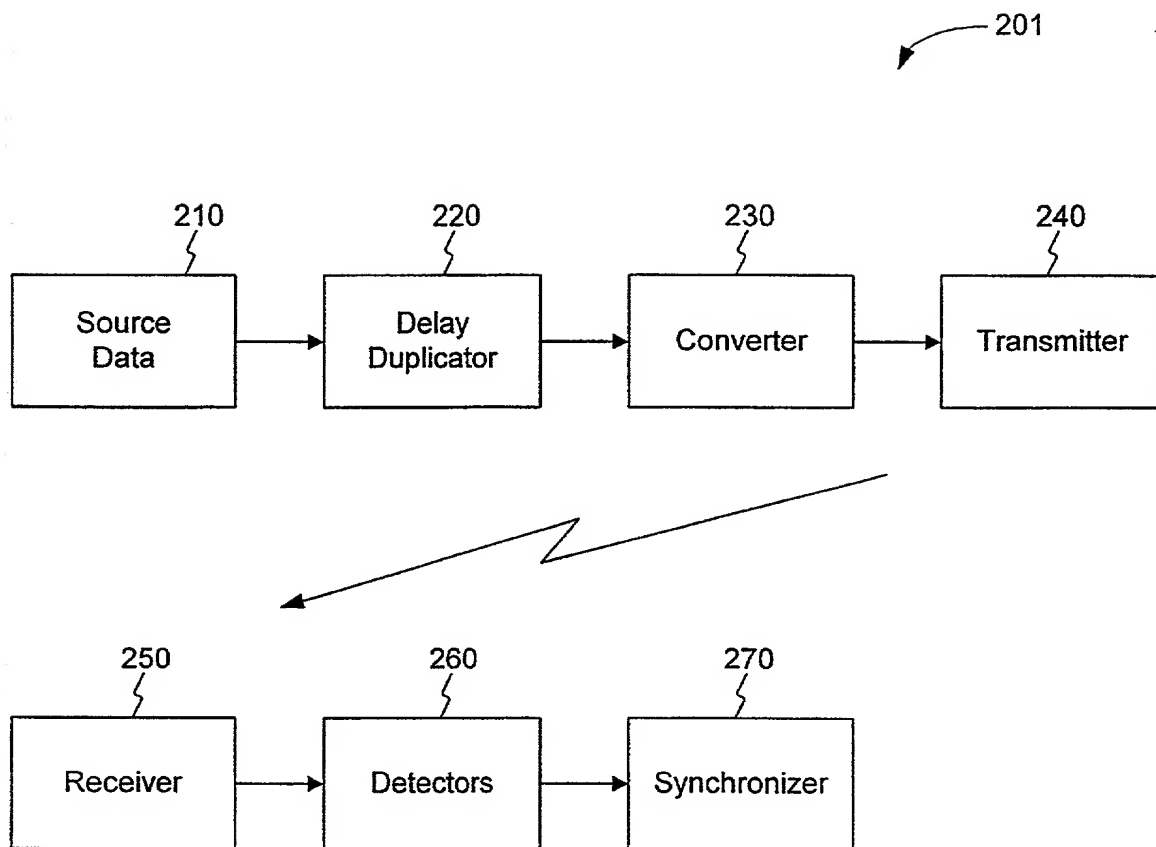 201
210
220
230
240
Source
Data
Delay
Duplicator
Converter
Transmitter
250
260
270
Receiver
Detectors
Synchronizer